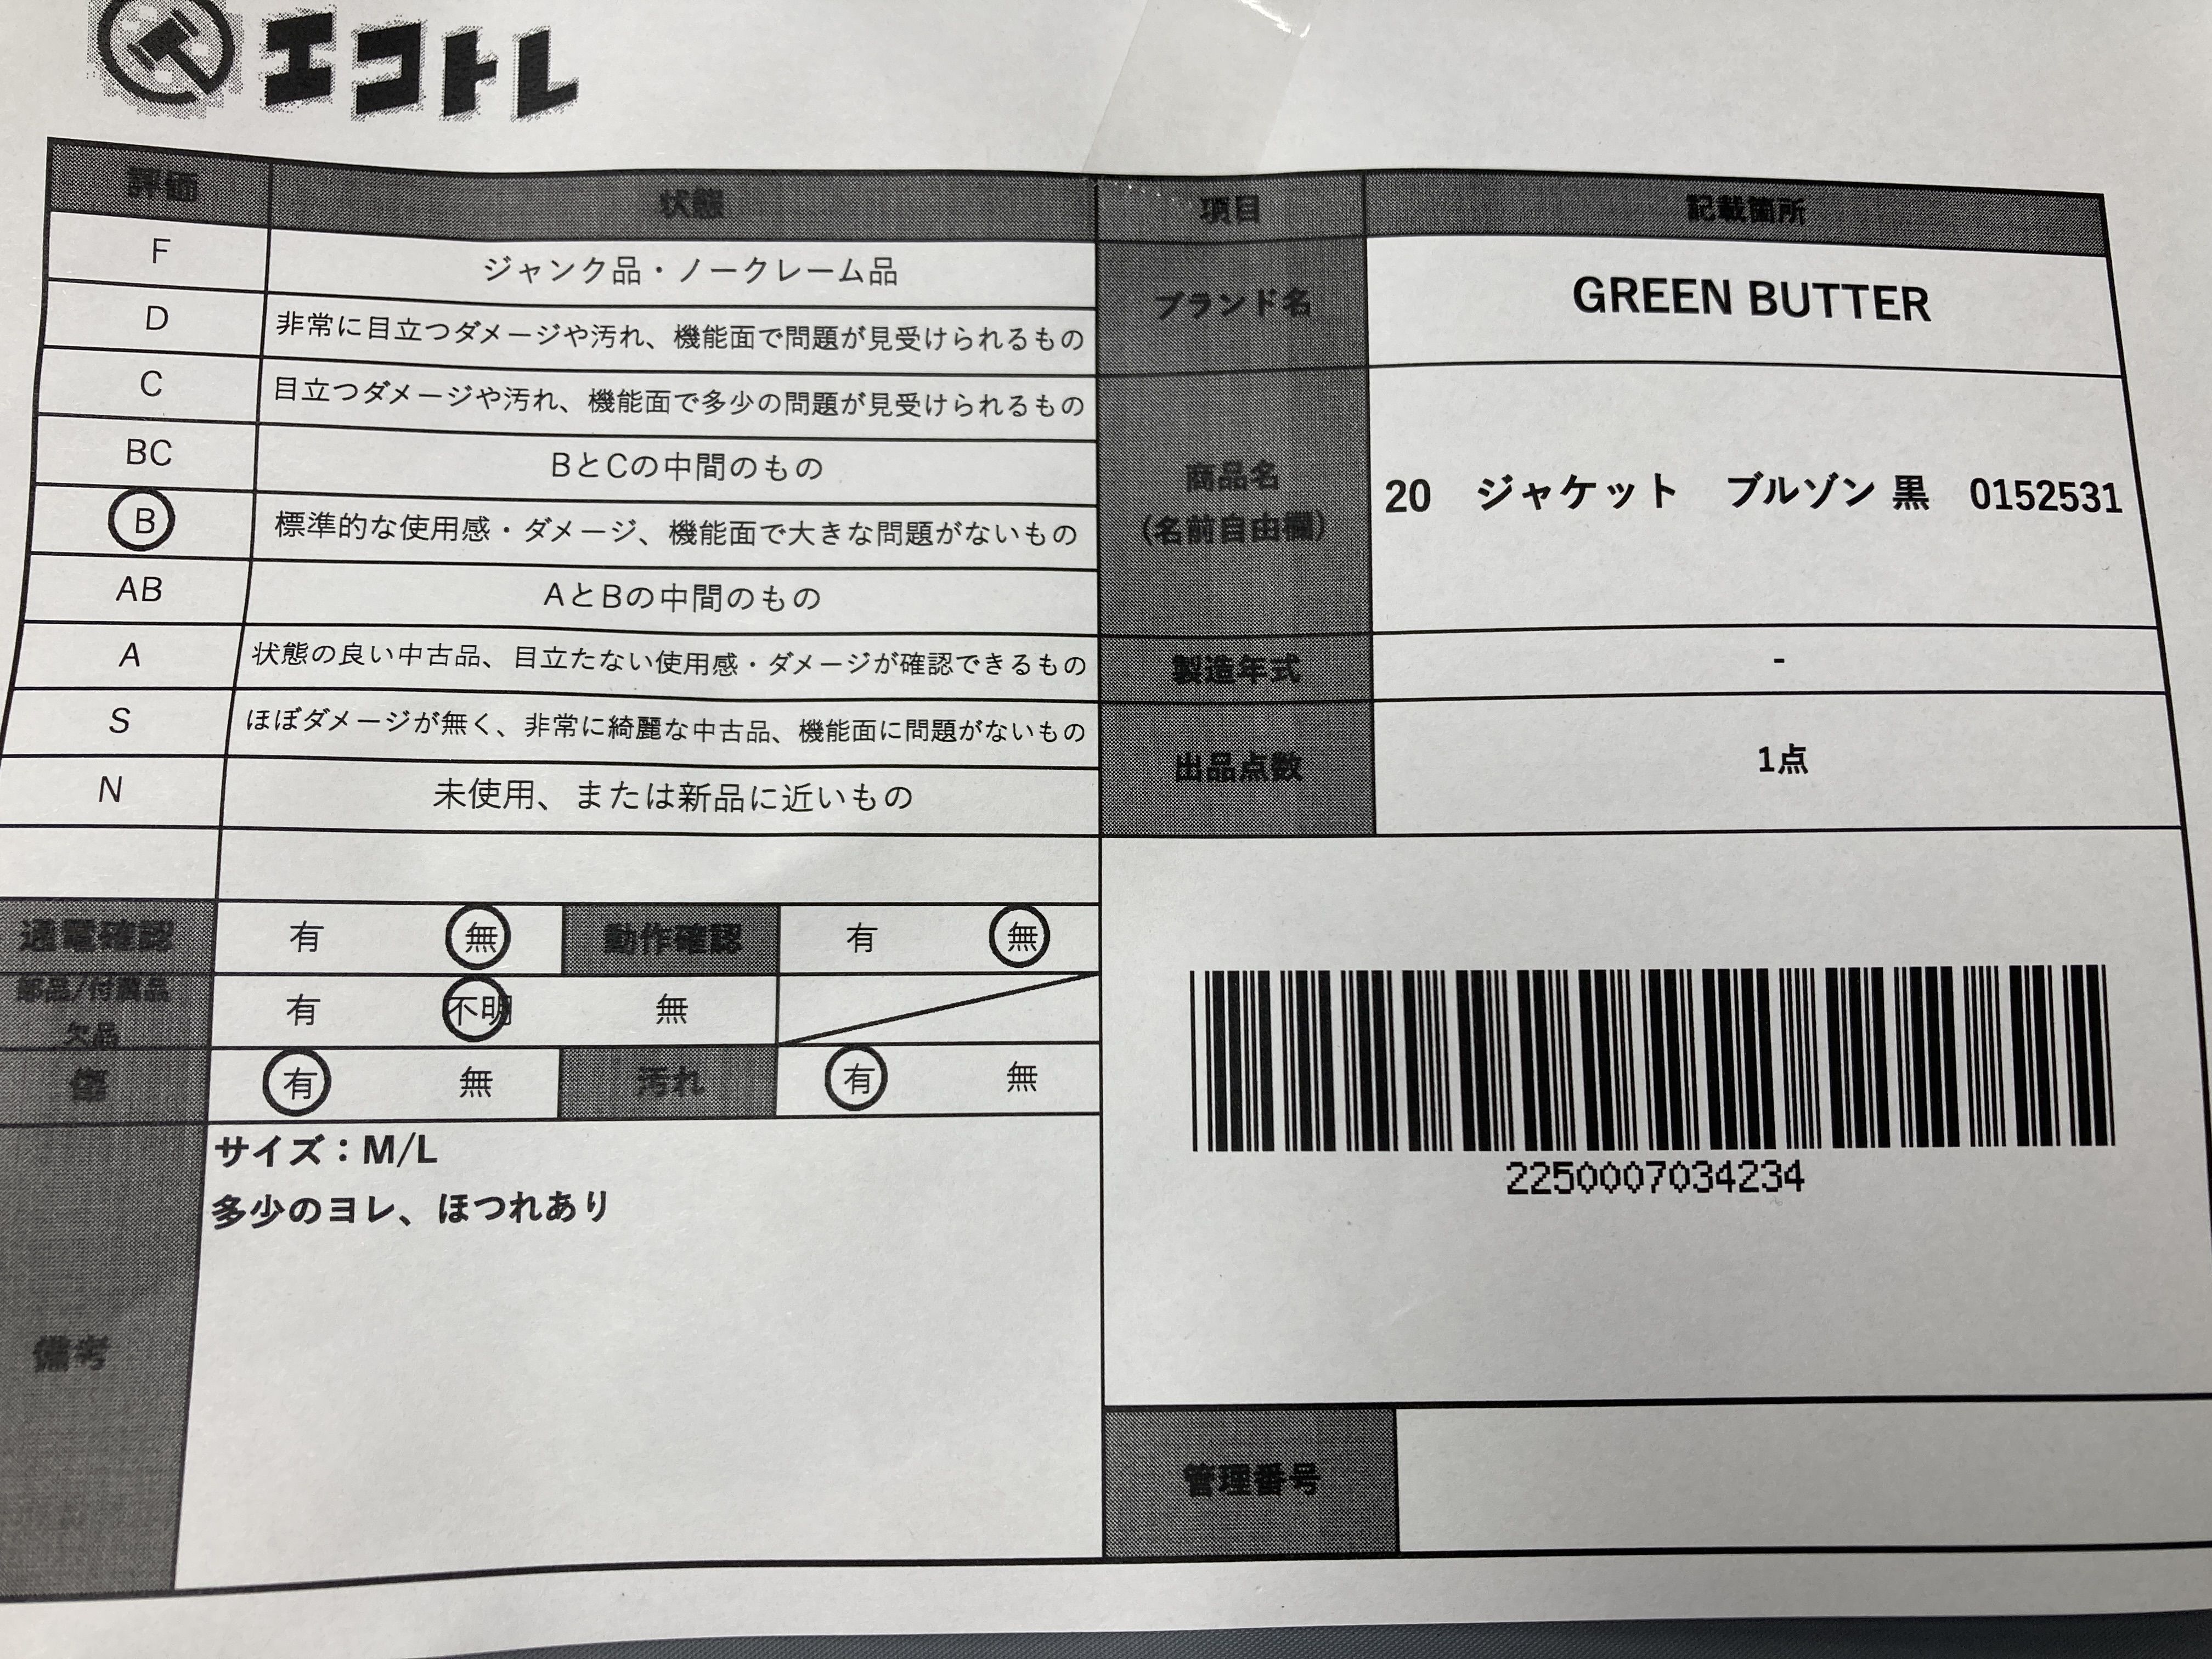 エコトレ
評価 状態 項目 記載箇所
F ジャンク品・ノークレーム品
D 非常に目立つダメージや汚れ、機能面で問題が見受けられるもの
C 目立つダメージや汚れ、機能面で多少の問題が見受けられるもの
BC BとCの中間のもの
B 標準的な使用感・ダメージ、機能面で大きな問題がないもの
AB AとBの中間のもの
A 状態の良い中古品、目立たない使用感・ダメージが確認できるもの
S ほぼダメージが無く、非常に綺麗な中古品、機能面に問題がないもの
N 未使用、または新品に近いもの
ブランド名 GREEN BUTTER
商品名
(名前自由欄)
20 ジャケット ブルゾン 黒 0152531
製造年式 -
出品点数 1点
通電確認 有 無 動作確認 有 無
部品/付属品
欠品
有 不明 無
傷 有 無 汚れ 有 無
備考
サイズ：M/L
多少のヨレ、ほつれあり
2250007034234
管理番号